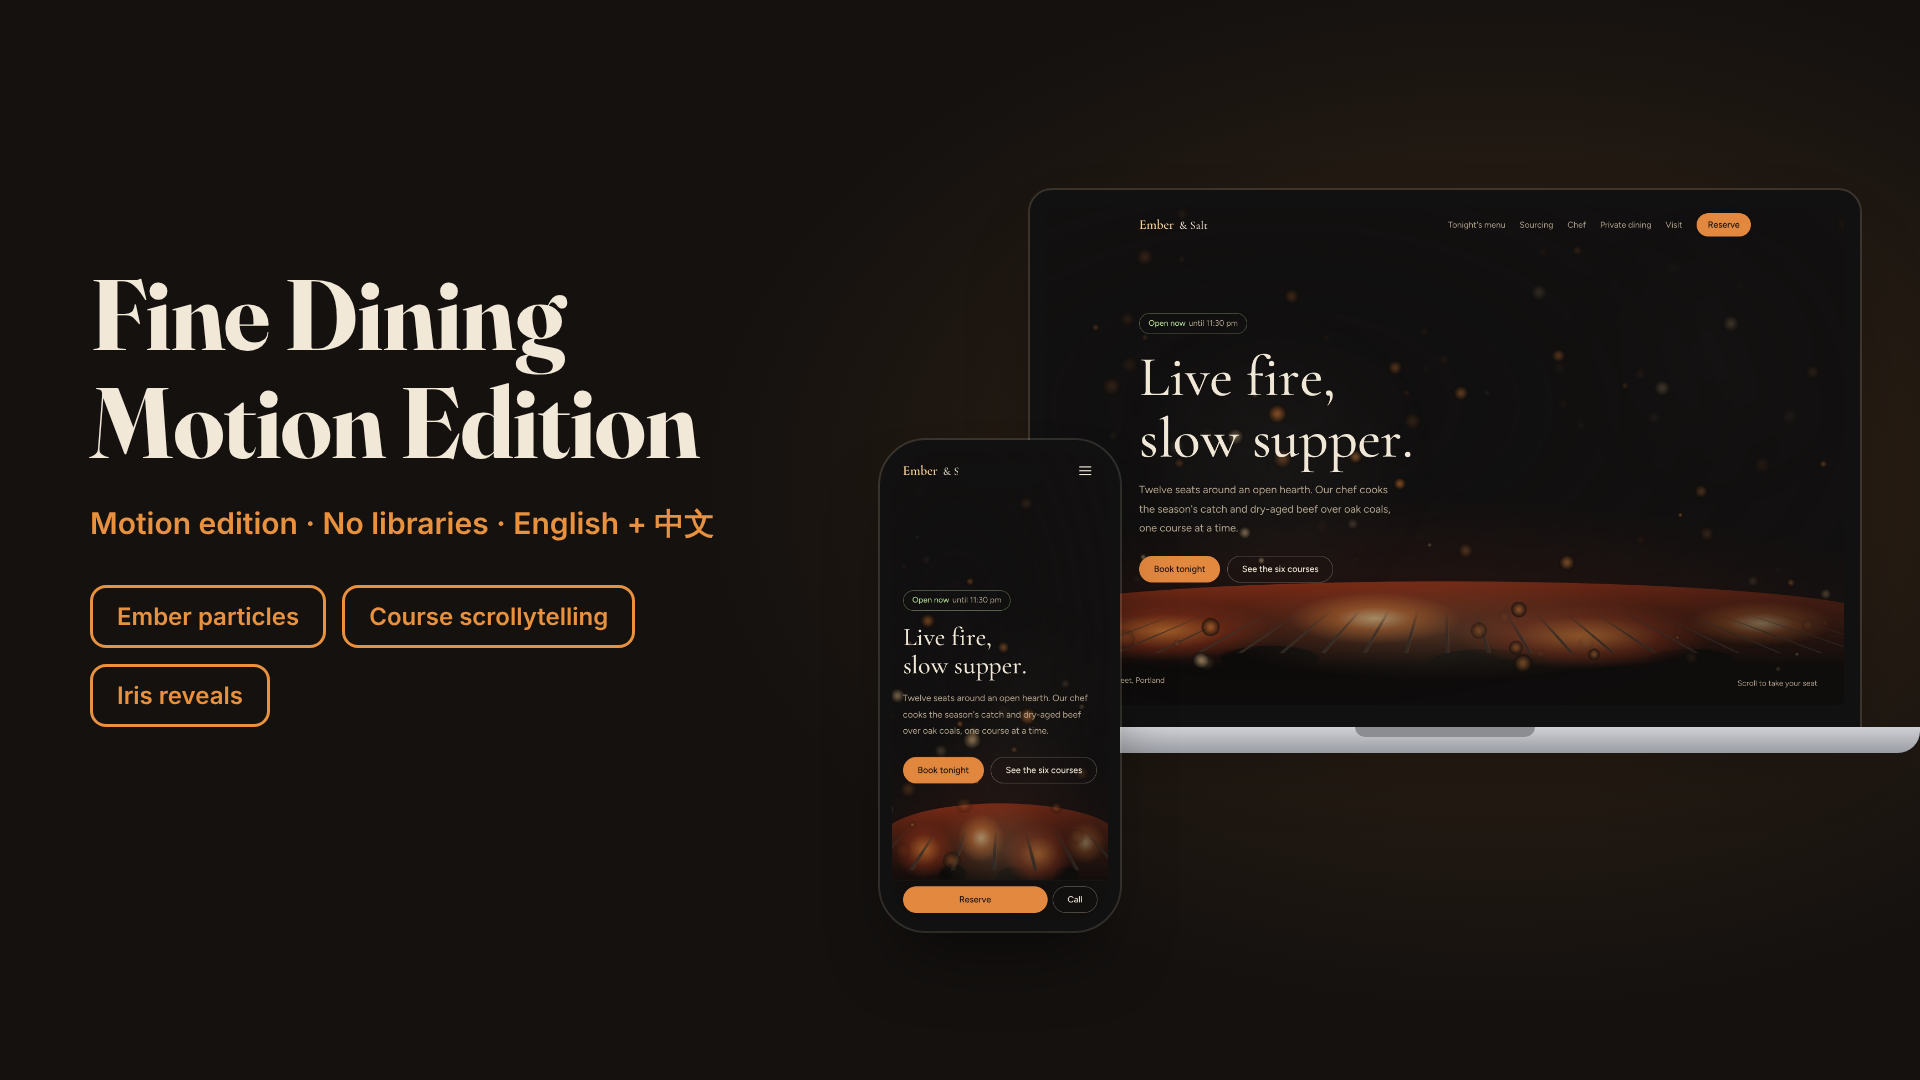 Fine Dining
Motion Edition
Motion edition · No libraries · English + 中文
Ember particles
Course scrollytelling
Iris reveals
Ember & Salt
Tonight's menu Sourcing Chef Private dining Visit Reserve
Open now until 11:30 pm
Live fire,
slow supper.
Twelve seats around an open hearth. Our chef cooks
the season's catch and dry-aged beef over oak coals,
one course at a time.
Book tonight See the six courses
eet, Portland
Scroll to take your seat
Ember & S
Open now until 11:30 pm
Live fire,
slow supper.
Twelve seats around an open hearth. Our chef
cooks the season's catch and dry-aged beef
over oak coals, one course at a time.
Book tonight See the six courses
Reserve Call